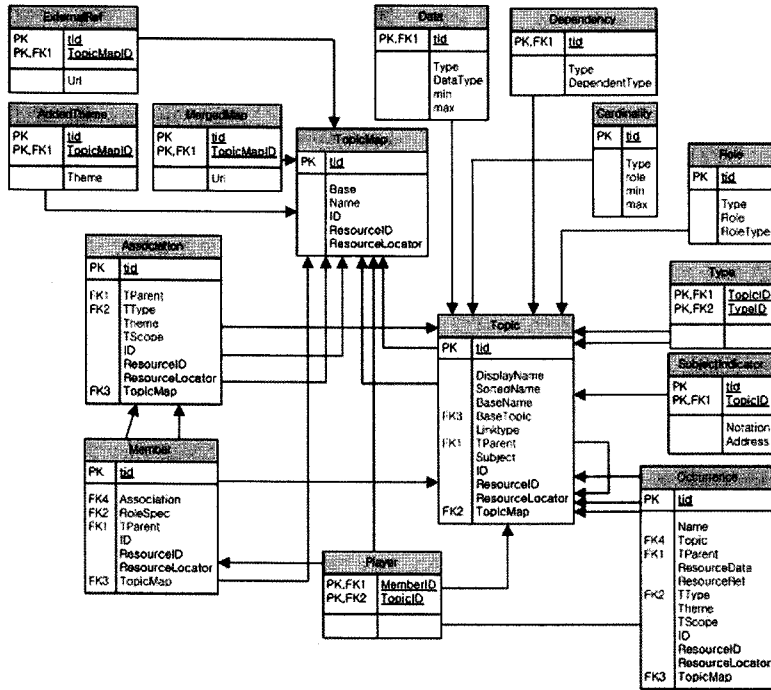 ExternalRef
PK tid
PK,FK1 TopicMapID
Url
AddedTheme
PK tid
PK,FK1 TopicMapID
Theme
MergedMap
PK tid
PK,FK1 TopicMapID
Url
TopicMap
PK tid
Base
Name
ID
ResourceID
ResourceLocator
Data
PK,FK1 tid
Type
DataType
min
max
Dependency
PK,FK1 tid
Type
DependentType
Cardinality
PK tid
Type
role
min
max
Role
PK tid
Type
Role
RoleType
Type
PK,FK1 TopicID
PK,FK2 TypeID
SubjectIndicator
PK tid
PK,FK1 TopicID
Notation
Address
Association
PK tid
FK1 TParent
FK2 TType
Theme
TScope
ID
ResourceID
ResourceLocator
FK3 TopicMap
Topic
PK tid
DisplayName
SortedName
BaseName
FK3 BaseTopic
Linktype
FK1 TParent
Subject
ID
ResourceID
ResourceLocator
FK2 TopicMap
Member
PK tid
FK4 Association
FK2 RoleSpec
FK1 TParent
ID
ResourceID
ResourceLocator
FK3 TopicMap
Player
PK,FK1 MemberID
PK,FK2 TopicID
Occurrence
PK tid
Name
FK4 Topic
FK1 TParent
ResourceData
ResourceRef
FK2 TType
Theme
TScope
ID
ResourceID
ResourceLocator
FK3 TopicMap